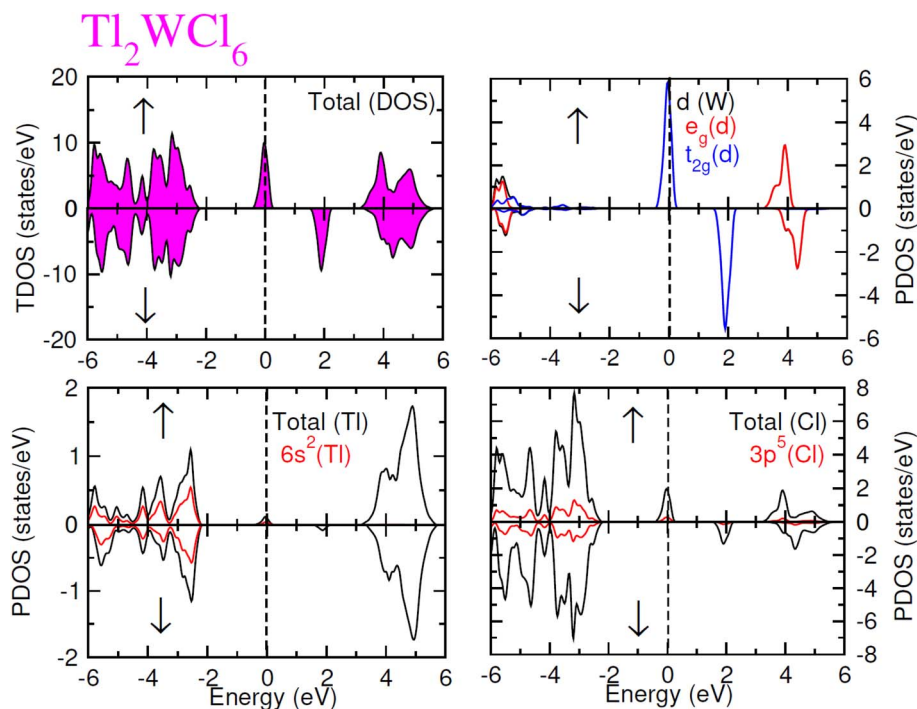 Tl2WCl6
20
10
0
-10
-20
TDOS (states/eV)
↑
↓
Total (DOS)
-6 -4 -2 0 2 4 6
6
4
2
0
-2
-4
-6
PDOS (states/eV)
↑
↓
d (W)
eg(d)
t2g(d)
-6 -4 -2 0 2 4 6
2
1
0
-1
-2
PDOS (states/eV)
↑
↓
Total (Tl)
6s2(Tl)
-6 -4 -2 0 2 4 6
Energy (eV)
8
6
4
2
0
-2
-4
-6
-8
PDOS (states/eV)
↑
↓
Total (Cl)
3p5(Cl)
-6 -4 -2 0 2 4 6
Energy (eV)